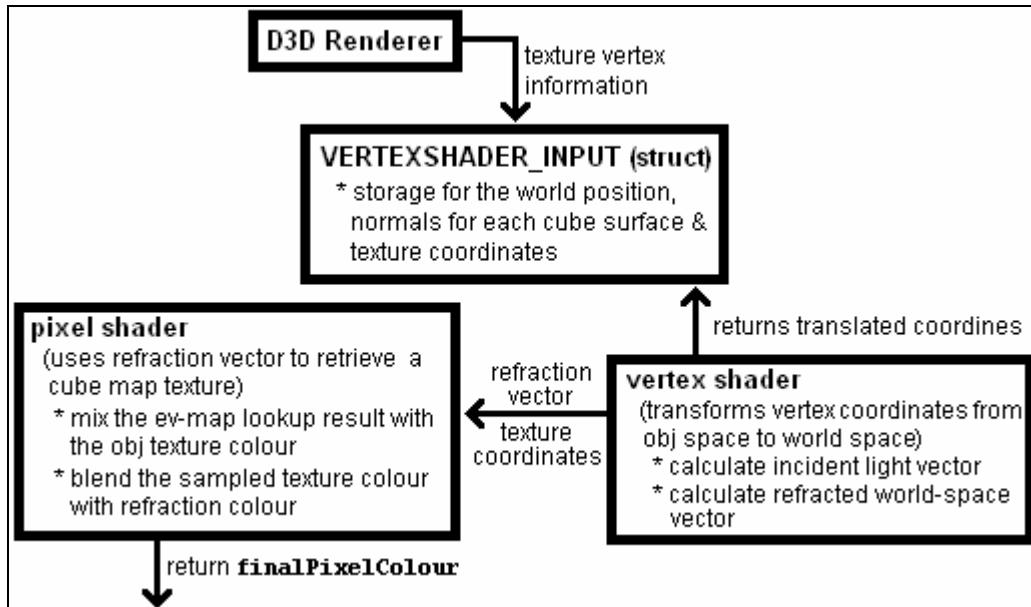 D3D Renderer
texture vertex
information
VERTEXSHADER_INPUT (struct)
* storage for the world position,
normals for each cube surface &
texture coordinates
returns translated coordines
vertex shader
(transforms vertex coordinates from
obj space to world space)
* calculate incident light vector
* calculate refracted world-space
vector
refraction
vector
texture
coordinates
pixel shader
(uses refraction vector to retrieve a
cube map texture)
* mix the ev-map lookup result with
the obj texture colour
* blend the sampled texture colour
with refraction colour
return finalPixelColour